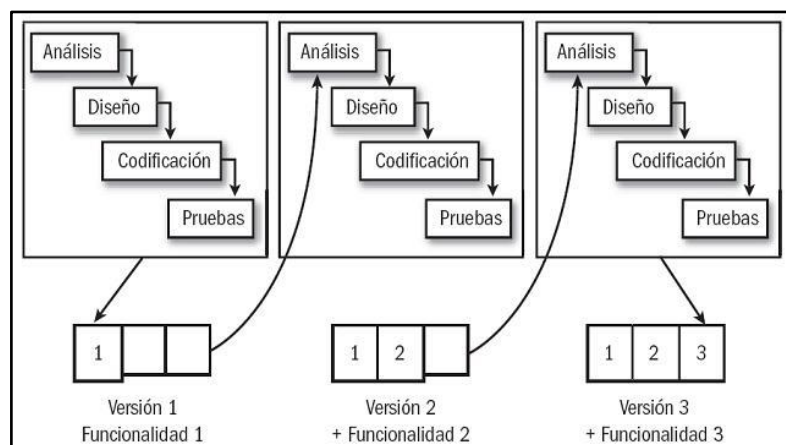 Análisis
Diseño
Codificación
Pruebas
Análisis
Diseño
Codificación
Pruebas
Análisis
Diseño
Codificación
Pruebas
1
Versión 1
Funcionalidad 1
1 2
Versión 2
+ Funcionalidad 2
1 2 3
Versión 3
+ Funcionalidad 3